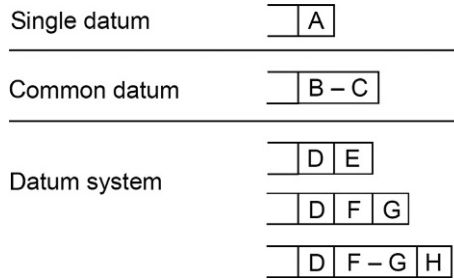 Single datum A
Common datum B – C
Datum system
D E
D F G
D F – G H